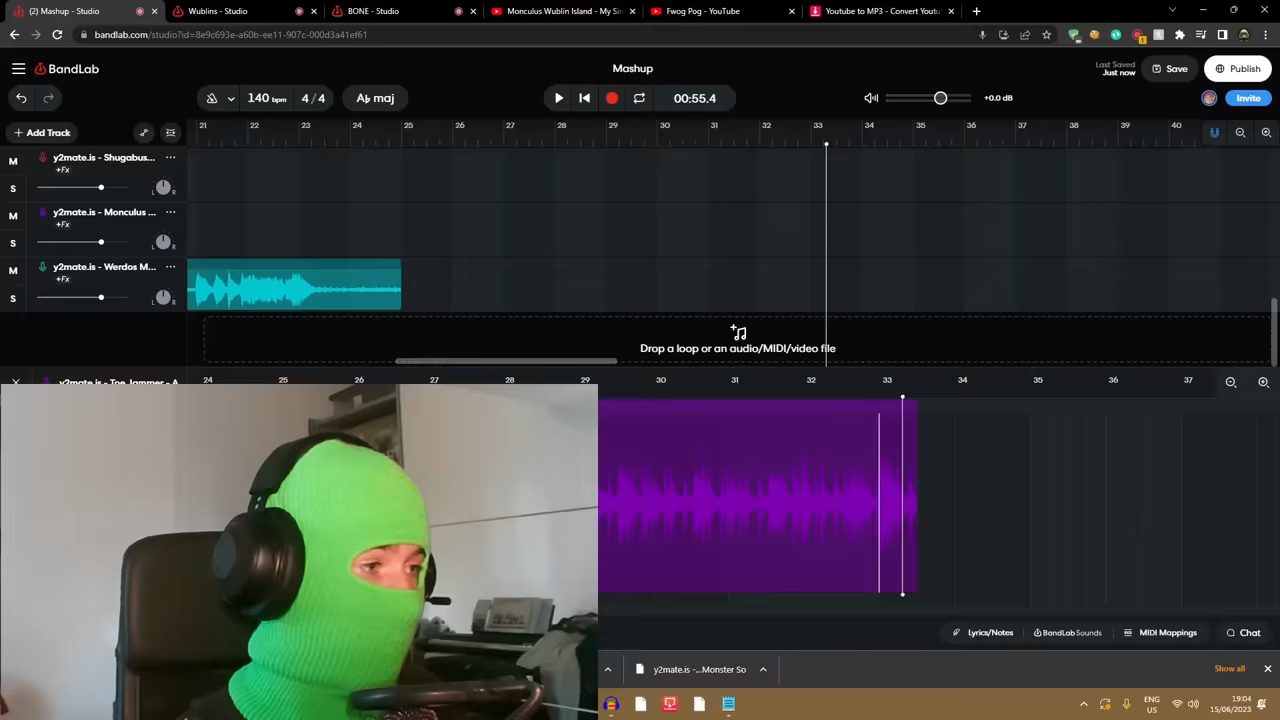 (2) Mashup - Studio
Wublins - Studio
BONE - Studio
Monculus Wublin Island - My Sin
Fwog Pog - YouTube
Youtube to MP3 - Convert Youtu
bandlab.com/studio?id=8e9c693e-a60b-ee11-907c-000d3a41ef61
BandLab
Mashup
Last Saved
Just now
Save
Publish
140 bpm
4 / 4
A♭ maj
00:55.4
+0.0 dB
Invite
+ Add Track
21 22 23 24 25 26 27 28 29 30 31 32 33 34 35 36 37 38 39 40
M
y2mate.is - Shugabus...
+Fx
S
L R
M
y2mate.is - Monculus ...
+Fx
S
L R
M
y2mate.is - Werdos M...
+Fx
S
L R
Drop a loop or an audio/MIDI/video file
y2mate.is - Toe Jammer - A
24 25 26 27 28 29 30 31 32 33 34 35 36 37
Lyrics/Notes
BandLab Sounds
MIDI Mappings
Chat
y2mate.is -...Monster So
Show all
ENG
US
19:04
15/06/2023